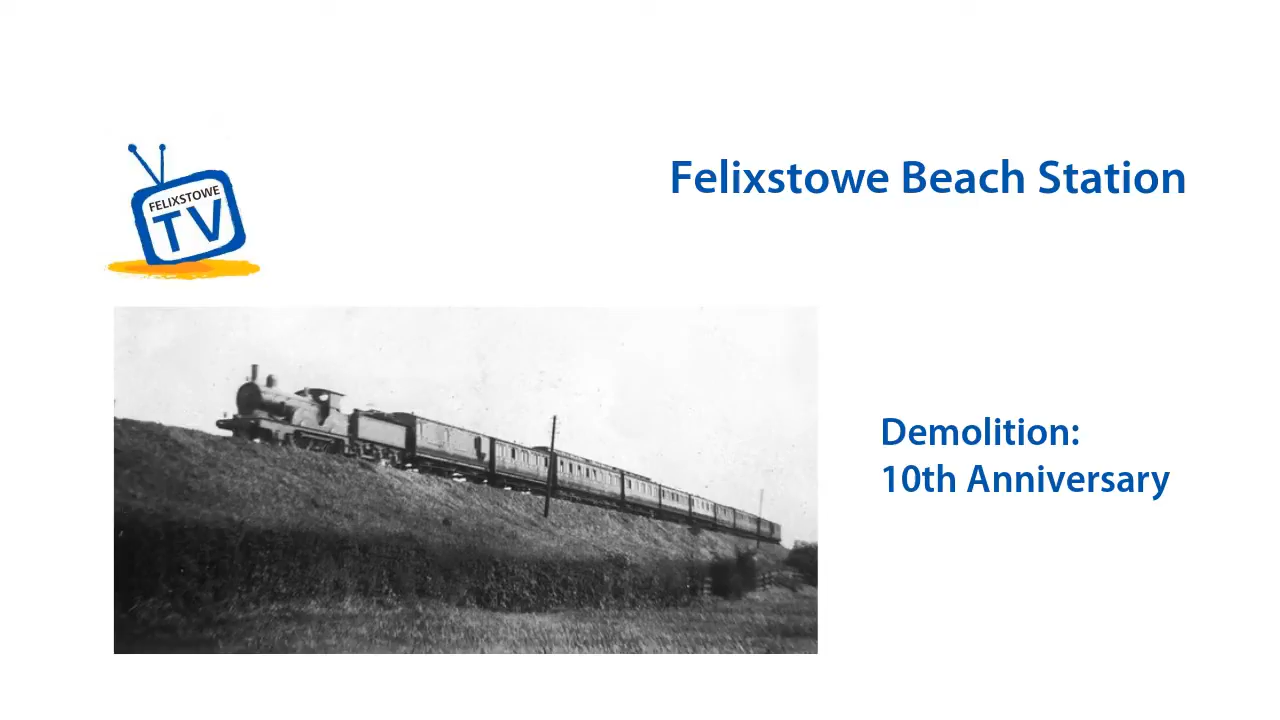 FELIXSTOWE
TV
Felixstowe Beach Station
Demolition:
10th Anniversary